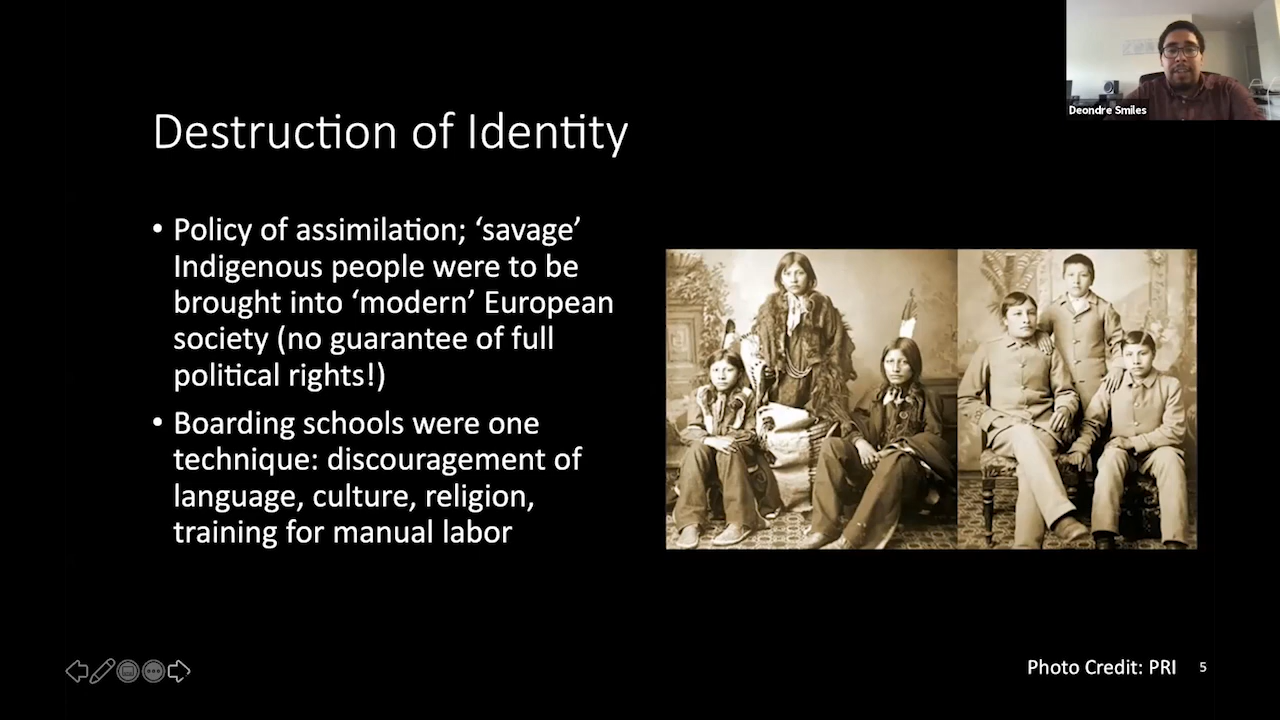 Deondre Smiles
Destruction of Identity
• Policy of assimilation; ‘savage’
Indigenous people were to be
brought into ‘modern’ European
society (no guarantee of full
political rights!)
• Boarding schools were one
technique: discouragement of
language, culture, religion,
training for manual labor
Photo Credit: PRI 5